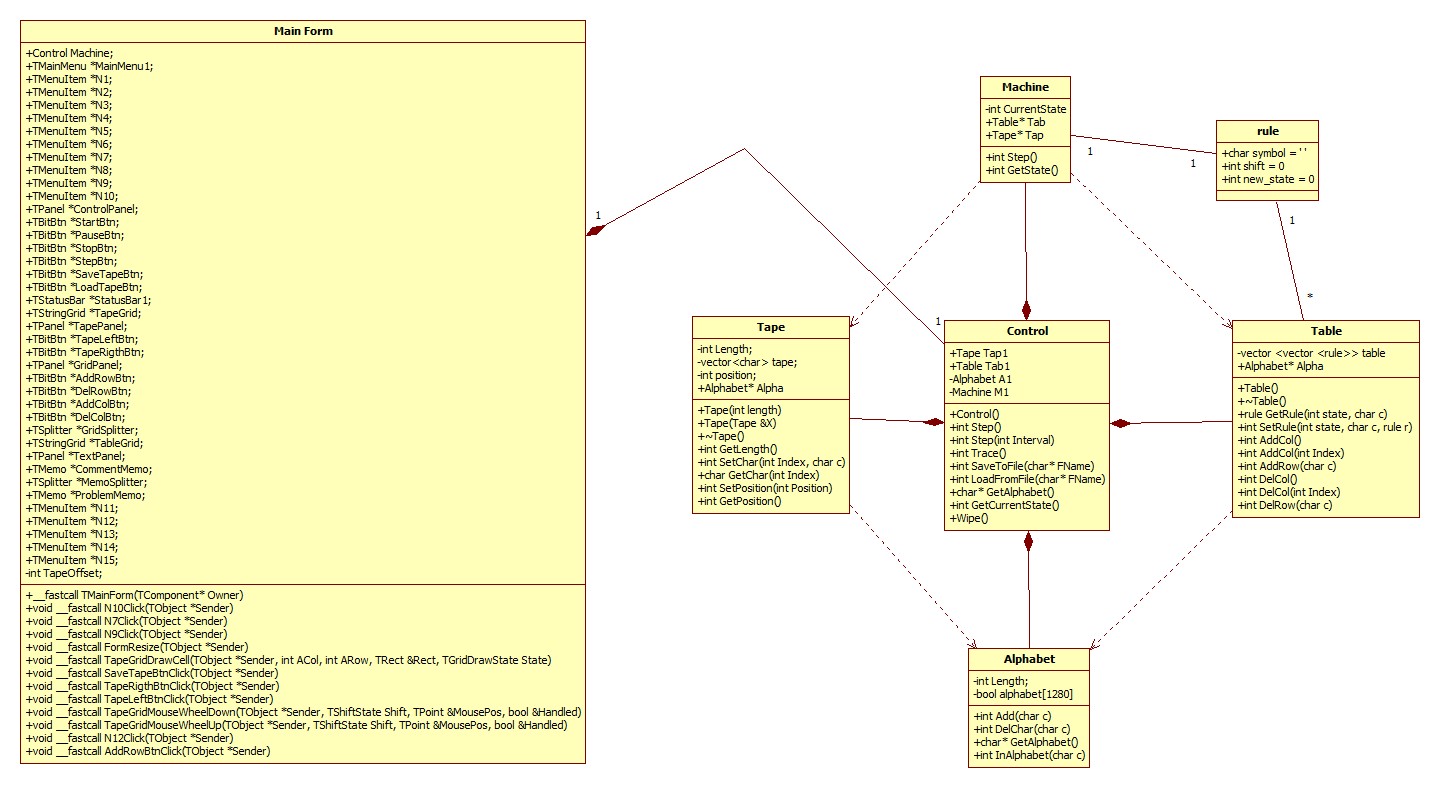 Main Form
+Control Machine;
+TMainMenu *MainMenu1;
+TMenuItem *N1;
+TMenuItem *N2;
+TMenuItem *N3;
+TMenuItem *N4;
+TMenuItem *N5;
+TMenuItem *N6;
+TMenuItem *N7;
+TMenuItem *N8;
+TMenuItem *N9;
+TMenuItem *N10;
+TPanel *ControlPanel;
+TBitBtn *StartBtn;
+TBitBtn *PauseBtn;
+TBitBtn *StopBtn;
+TBitBtn *StepBtn;
+TBitBtn *SaveTapeBtn;
+TBitBtn *LoadTapeBtn;
+TStatusBar *StatusBar1;
+TStringGrid *TapeGrid;
+TPanel *TapePanel;
+TBitBtn *TapeLeftBtn;
+TBitBtn *TapeRigthBtn;
+TPanel *GridPanel;
+TBitBtn *AddRowBtn;
+TBitBtn *DelRowBtn;
+TBitBtn *AddColBtn;
+TBitBtn *DelColBtn;
+TSplitter *GridSplitter;
+TStringGrid *TableGrid;
+TPanel *TextPanel;
+TMemo *CommentMemo;
+TSplitter *MemoSplitter;
+TMemo *ProblemMemo;
+TMenuItem *N11;
+TMenuItem *N12;
+TMenuItem *N13;
+TMenuItem *N14;
+TMenuItem *N15;
-int TapeOffset;
+__fastcall TMainForm(TComponent* Owner)
+void __fastcall N10Click(TObject *Sender)
+void __fastcall N7Click(TObject *Sender)
+void __fastcall N9Click(TObject *Sender)
+void __fastcall FormResize(TObject *Sender)
+void __fastcall TapeGridDrawCell(TObject *Sender, int ACol, int ARow, TRect &Rect, TGridDrawState State)
+void __fastcall SaveTapeBtnClick(TObject *Sender)
+void __fastcall TapeRigthBtnClick(TObject *Sender)
+void __fastcall TapeLeftBtnClick(TObject *Sender)
+void __fastcall TapeGridMouseWheelDown(TObject *Sender, TShiftState Shift, TPoint &MousePos, bool &Handled)
+void __fastcall TapeGridMouseWheelUp(TObject *Sender, TShiftState Shift, TPoint &MousePos, bool &Handled)
+void __fastcall N12Click(TObject *Sender)
+void __fastcall AddRowBtnClick(TObject *Sender)
1
1
Machine
-int CurrentState
+Table* Tab
+Tape* Tap
+int Step()
+int GetState()
1
1
rule
+char symbol = ' '
+int shift = 0
+int new_state = 0
1
*
Tape
-int Length;
-vector<char> tape;
-int position;
+Alphabet* Alpha
+Tape(int length)
+Tape(Tape &X)
+~Tape()
+int GetLength()
+int SetChar(int Index, char c)
+char GetChar(int Index)
+int SetPosition(int Position)
+int GetPosition()
Control
+Tape Tap1
+Table Tab1
-Alphabet A1
-Machine M1
+Control()
+int Step()
+int Step(int Interval)
+int Trace()
+int SaveToFile(char* FName)
+int LoadFromFile(char* FName)
+char* GetAlphabet()
+int GetCurrentState()
+Wipe()
Table
-vector <vector <rule>> table
+Alphabet* Alpha
+Table()
+~Table()
+rule GetRule(int state, char c)
+int SetRule(int state, char c, rule r)
+int AddCol()
+int AddCol(int Index)
+int AddRow(char c)
+int DelCol()
+int DelCol(int Index)
+int DelRow(char c)
Alphabet
-int Length;
-bool alphabet[1280]
+int Add(char c)
+int DelChar(char c)
+char* GetAlphabet()
+int InAlphabet(char c)